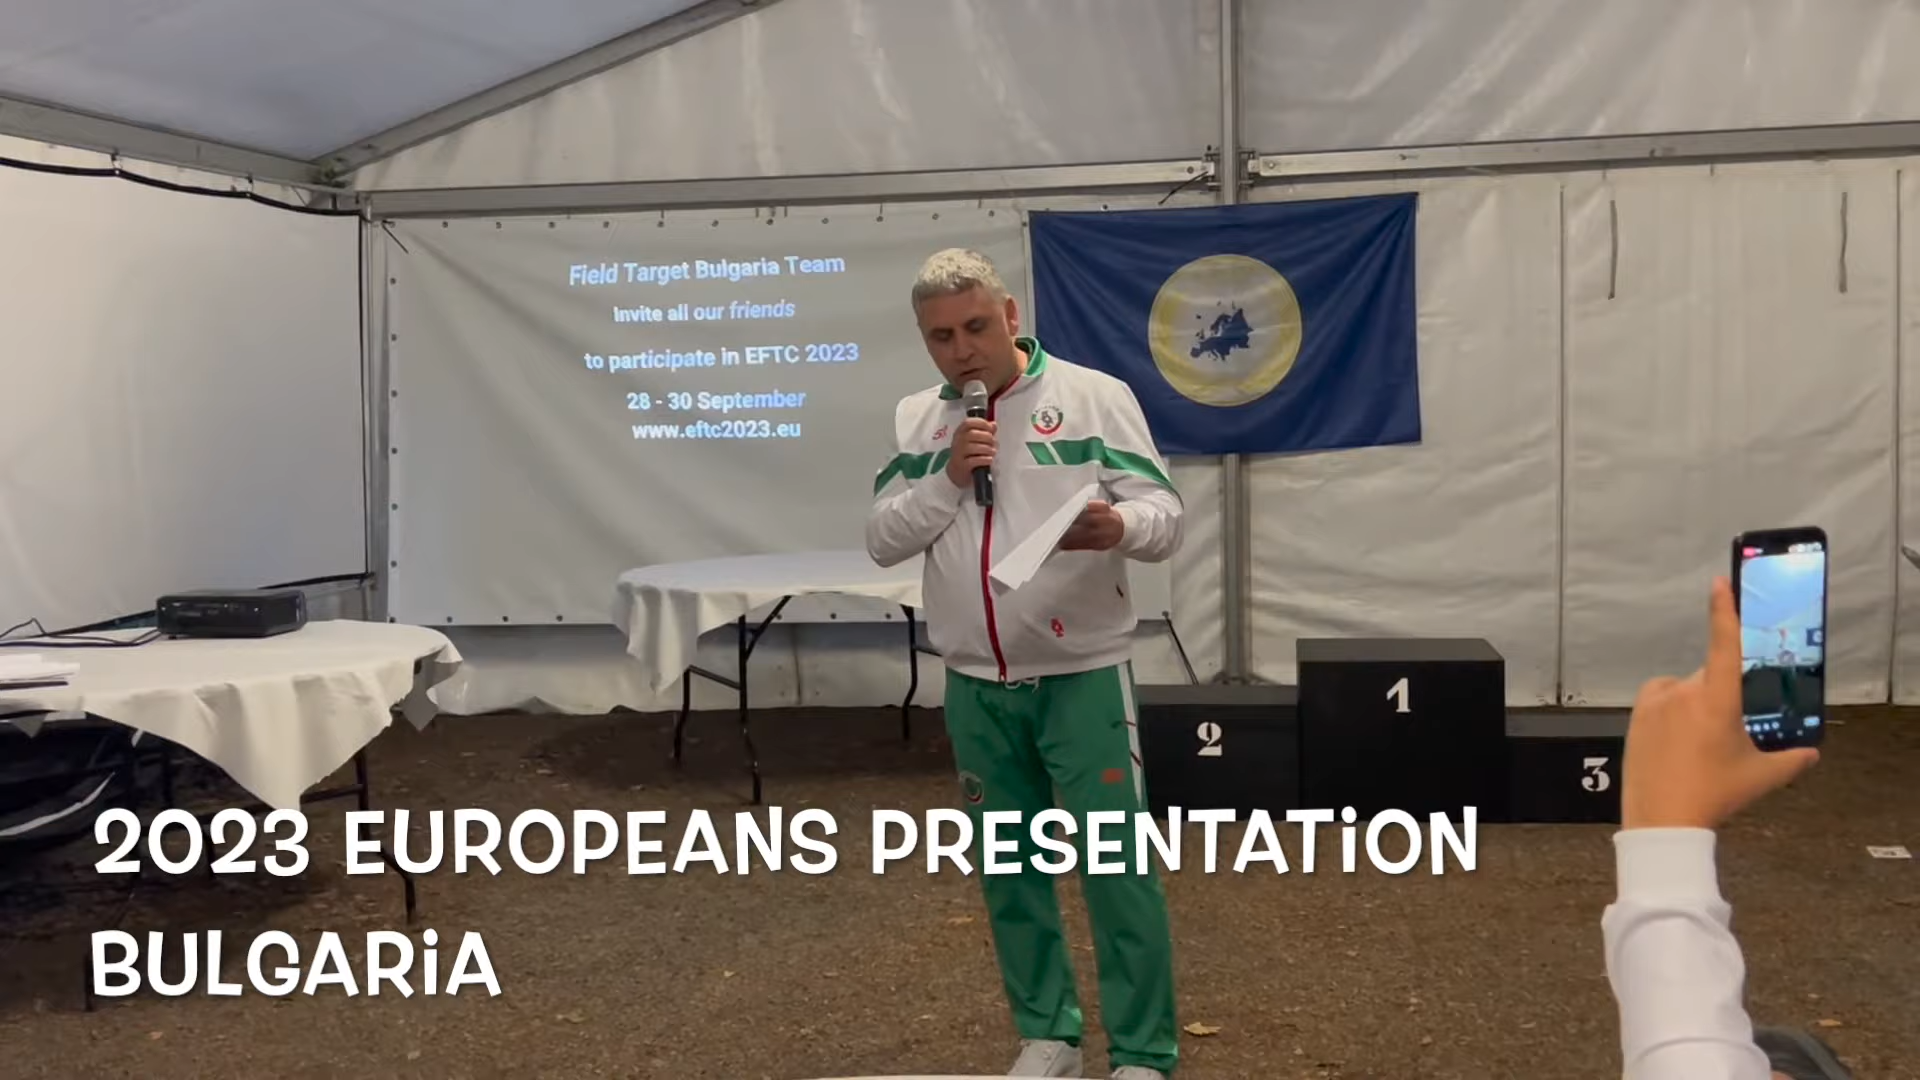 Field Target Bulgaria Team
Invite all our friends
to participate in EFTC 2023
28 - 30 September
www.eftc2023.eu
1
2
3
2023 EUROPEANS PRESENTATION
BULGARIA